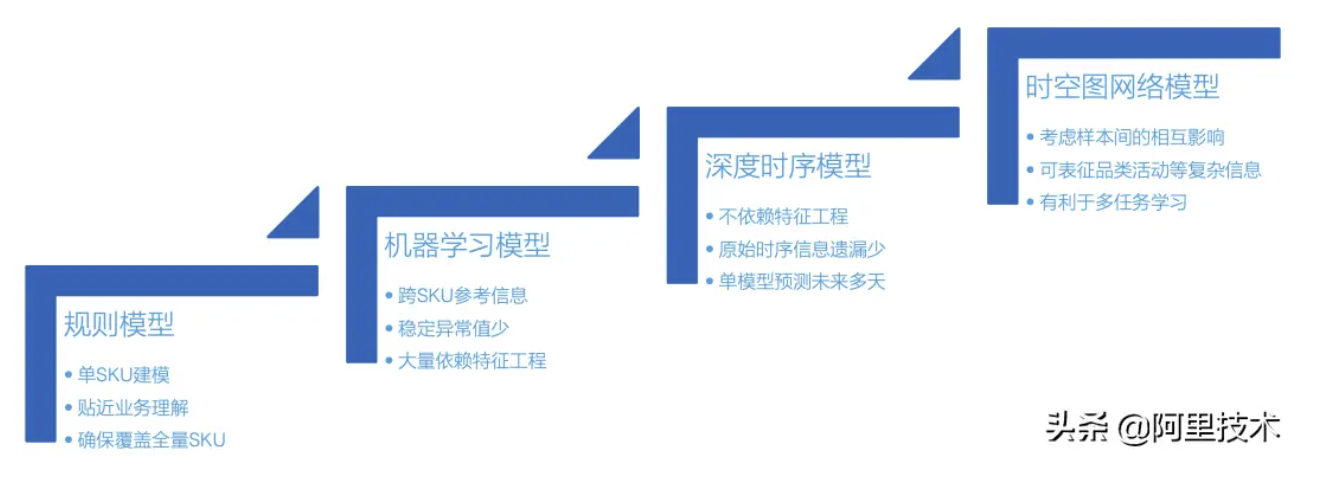 规则模型
• 单SKU建模
• 贴近业务理解
• 确保覆盖全量SKU
机器学习模型
• 跨SKU参考信息
• 稳定异常值少
• 大量依赖特征工程
深度时序模型
• 不依赖特征工程
• 原始时序信息遗漏少
• 单模型预测未来多天
时空图网络模型
• 考虑样本间的相互影响
• 可表征品类活动等复杂信息
• 有利于多任务学习
头条 @阿里技术